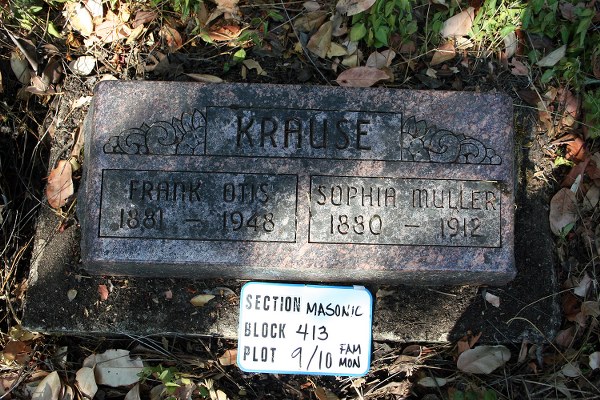 KRAUSE
FRANK OTIS
1881 — 1948
SOPHIA MULLER
1880 — 1912
SECTION MASONIC
BLOCK 413
PLOT 9/10 FAM MON